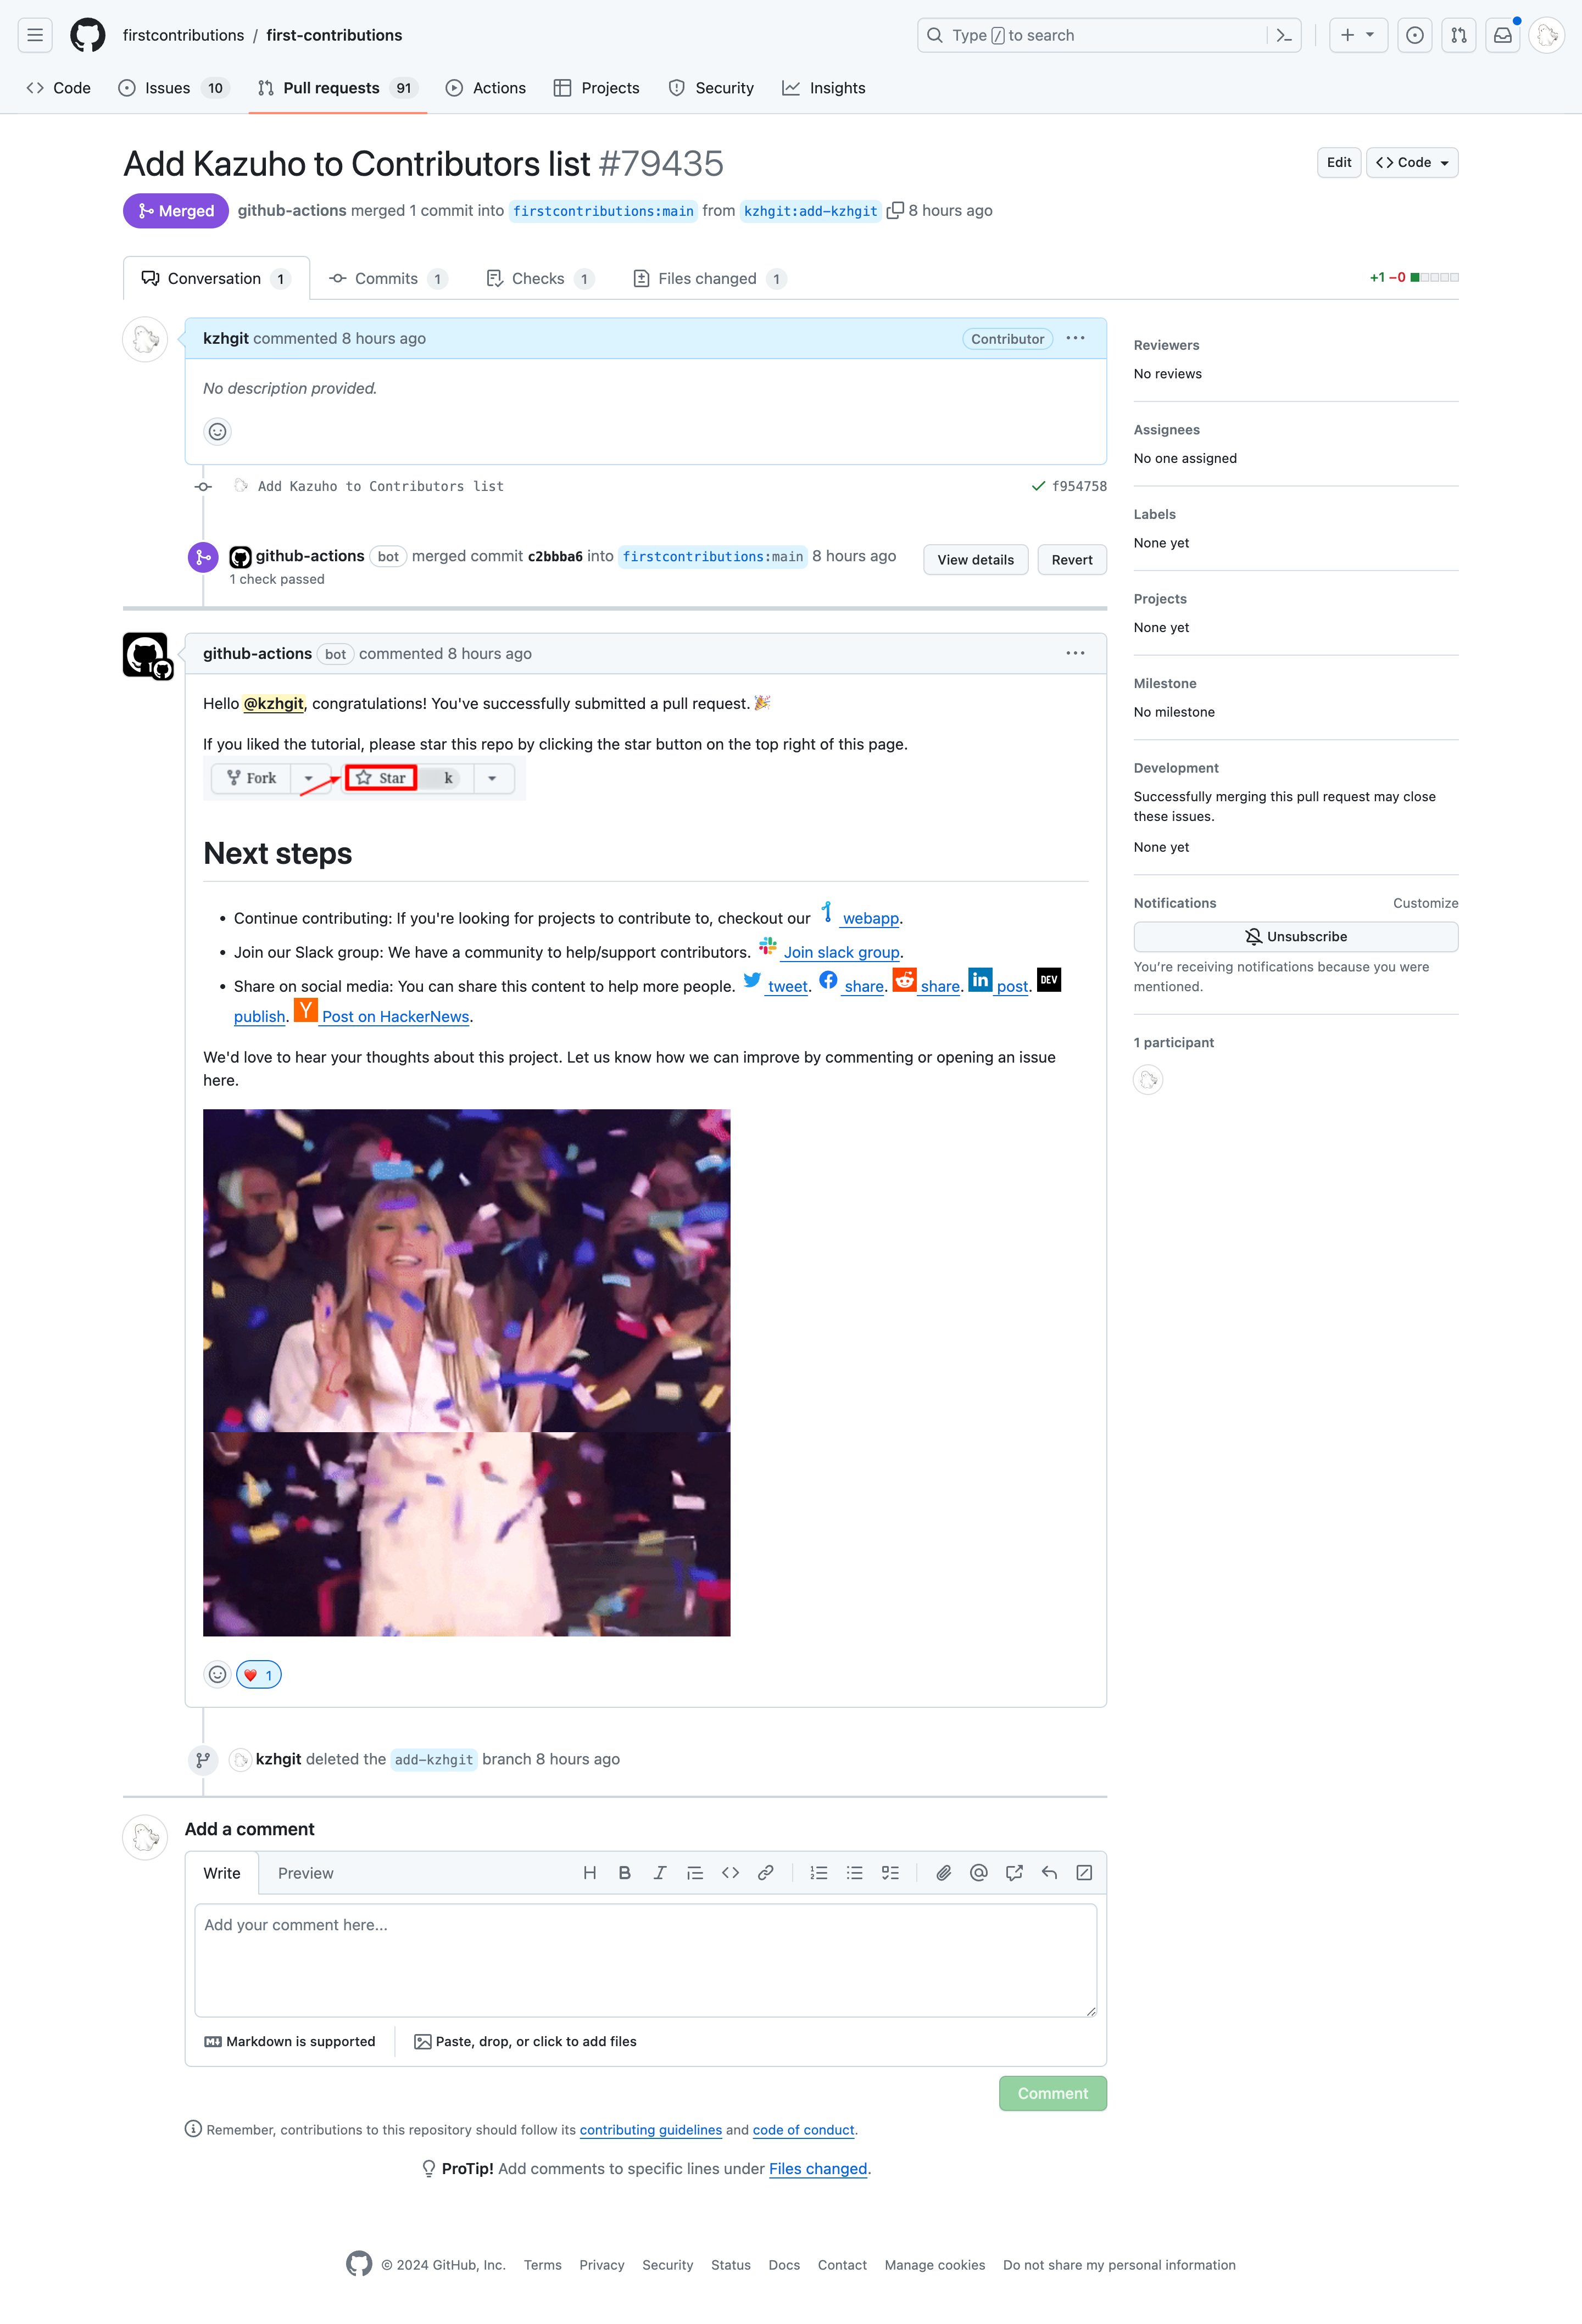 firstcontributions / first-contributions
Type / to search
Code
Issues 10
Pull requests 91
Actions
Projects
Security
Insights
Add Kazuho to Contributors list #79435
Edit
Code
Merged
github-actions merged 1 commit into firstcontributions:main from kzhgit:add-kzhgit 8 hours ago
Conversation 1
Commits 1
Checks 1
Files changed 1
+1 −0
kzhgit commented 8 hours ago
Contributor
No description provided.
Add Kazuho to Contributors list
f954758
github-actions bot merged commit c2bbba6 into firstcontributions:main 8 hours ago
1 check passed
View details
Revert
github-actions bot commented 8 hours ago
Hello @kzhgit, congratulations! You've successfully submitted a pull request. 🎉
If you liked the tutorial, please star this repo by clicking the star button on the top right of this page.
Fork
Star
k
Next steps
Continue contributing: If you're looking for projects to contribute to, checkout our webapp.
Join our Slack group: We have a community to help/support contributors. Join slack group.
Share on social media: You can share this content to help more people. tweet. share. share. in post. DEV
publish. Y Post on HackerNews.
We'd love to hear your thoughts about this project. Let us know how we can improve by commenting or opening an issue
here.
❤️ 1
kzhgit deleted the add-kzhgit branch 8 hours ago
Add a comment
Write
Preview
Add your comment here...
Markdown is supported
Paste, drop, or click to add files
Comment
Remember, contributions to this repository should follow its contributing guidelines and code of conduct.
ProTip! Add comments to specific lines under Files changed.
Reviewers
No reviews
Assignees
No one assigned
Labels
None yet
Projects
None yet
Milestone
No milestone
Development
Successfully merging this pull request may close
these issues.
None yet
Notifications
Customize
Unsubscribe
You're receiving notifications because you were
mentioned.
1 participant
© 2024 GitHub, Inc.
Terms
Privacy
Security
Status
Docs
Contact
Manage cookies
Do not share my personal information